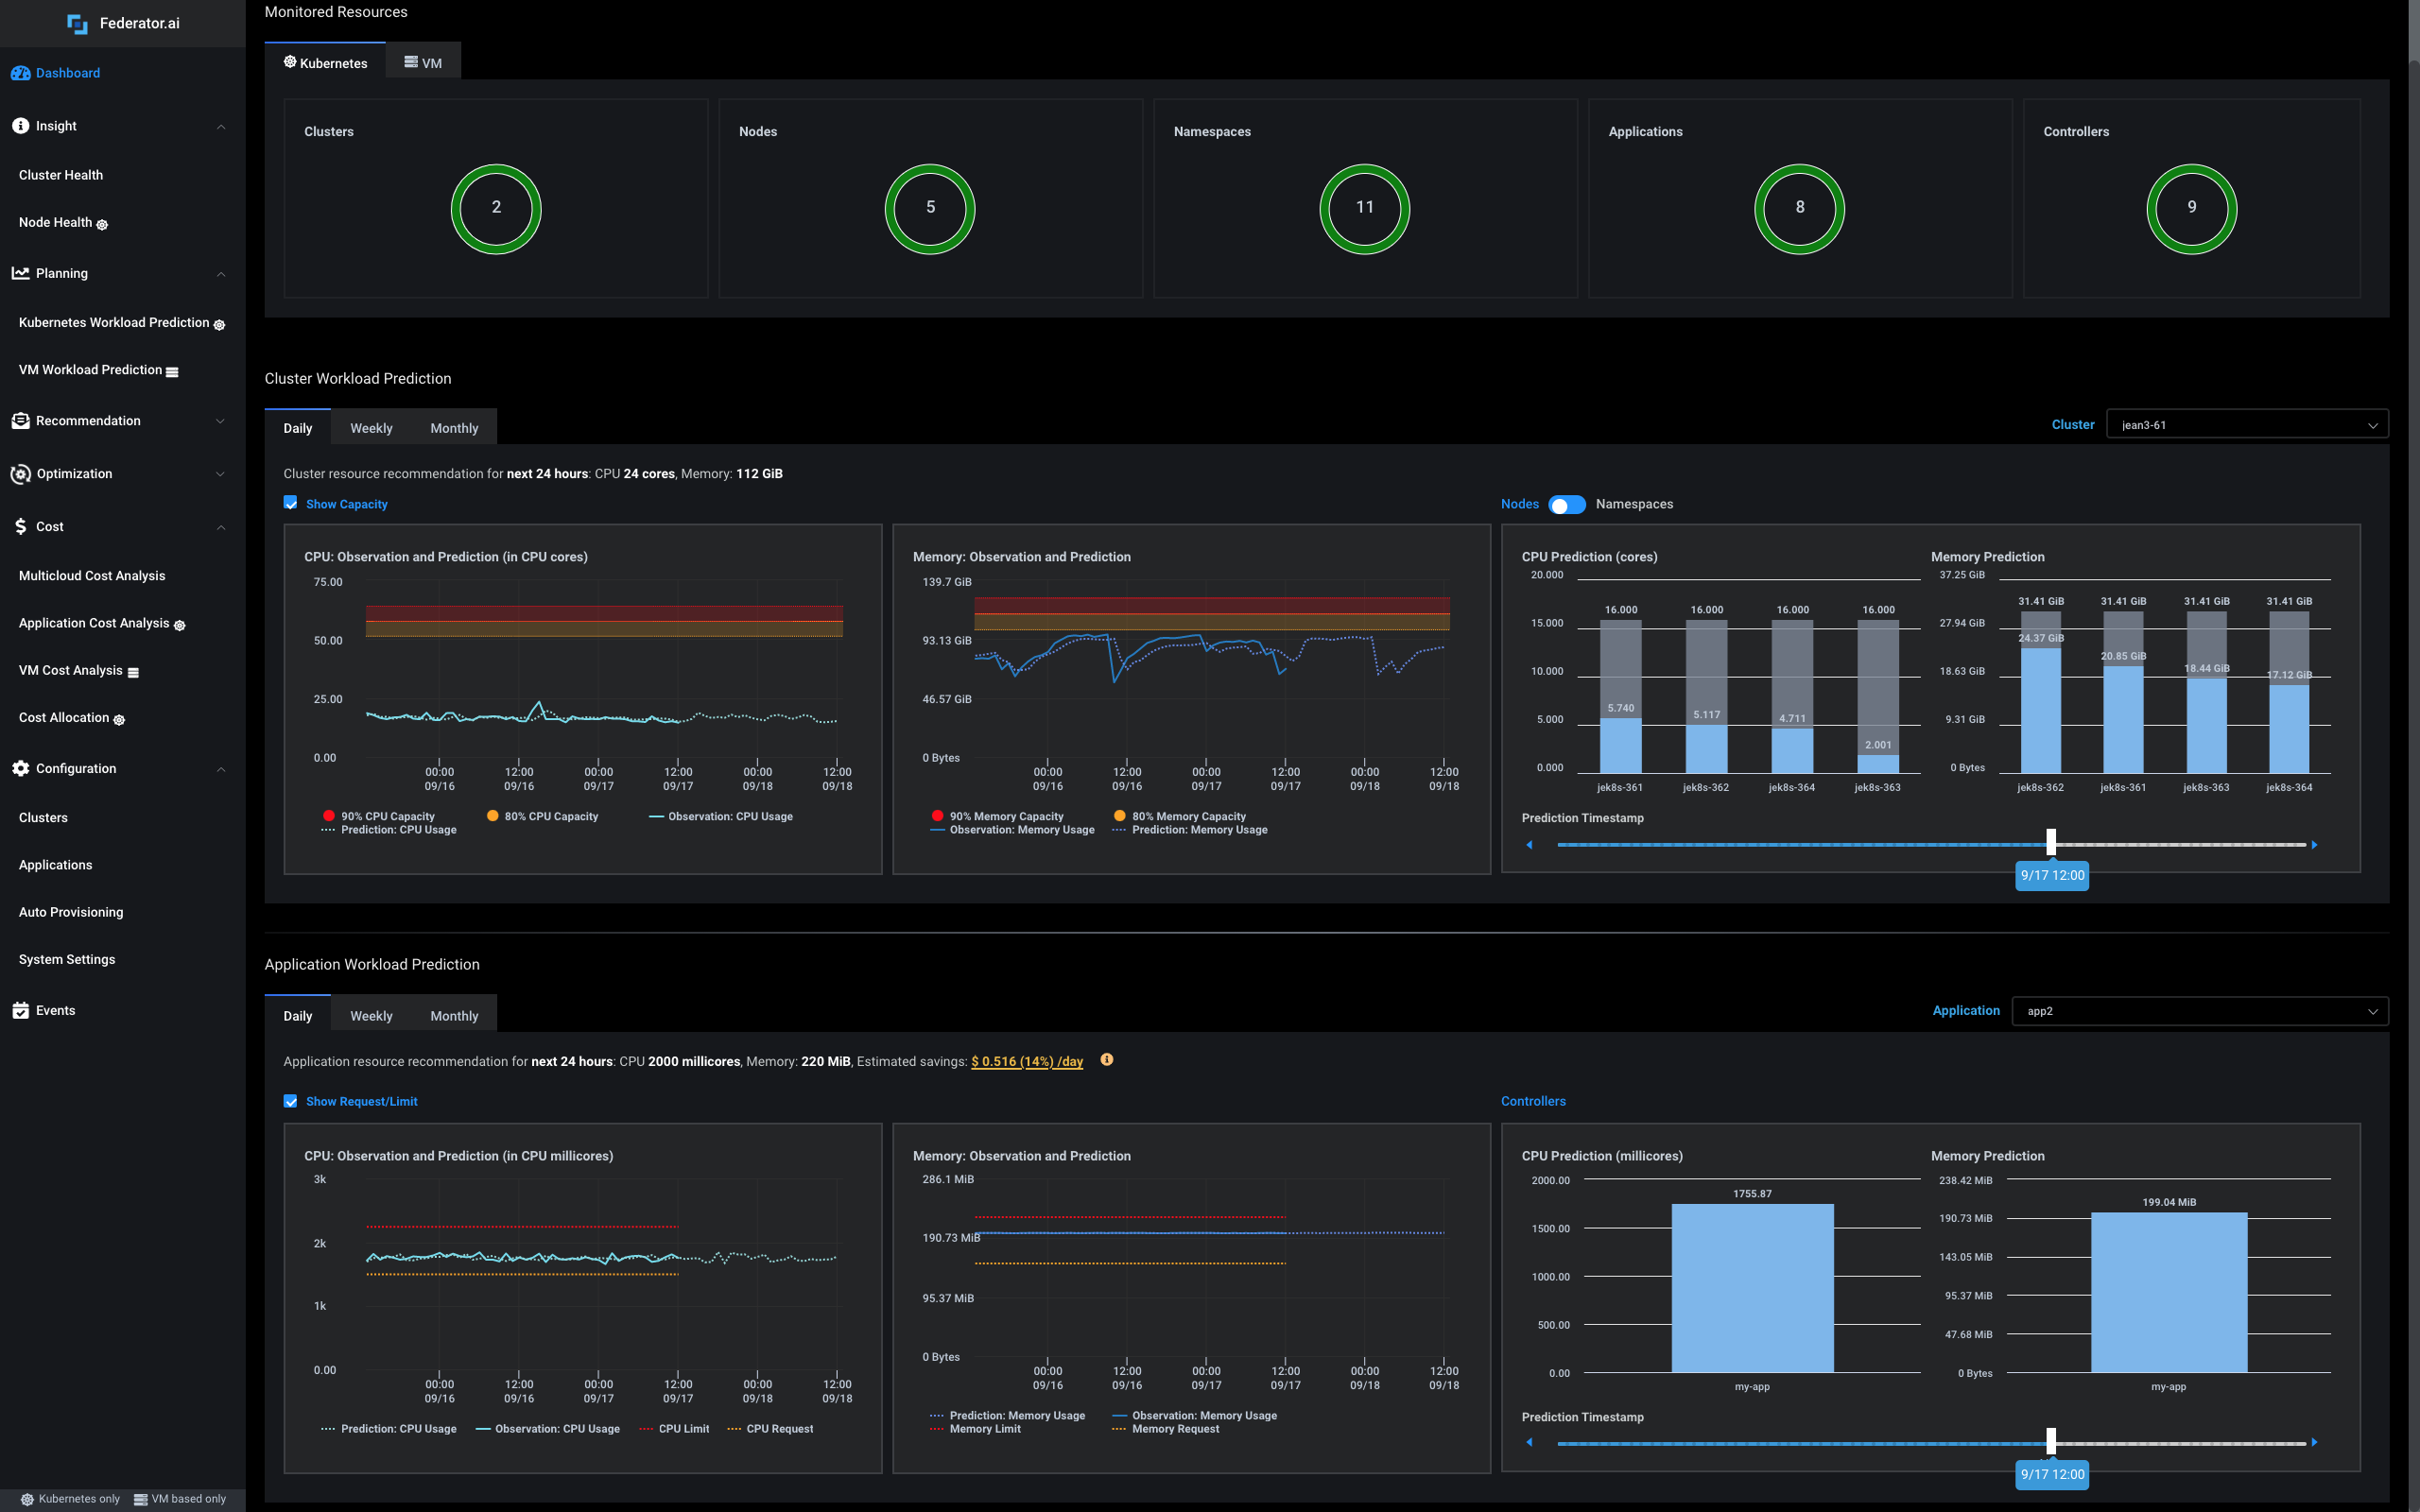 Federator.ai
Dashboard
Insight
Cluster Health
Node Health
Planning
Kubernetes Workload Prediction
VM Workload Prediction
Recommendation
Optimization
Cost
Multicloud Cost Analysis
Application Cost Analysis
VM Cost Analysis
Cost Allocation
Configuration
Clusters
Applications
Auto Provisioning
System Settings
Events
Kubernetes only VM based only
Monitored Resources
Kubernetes VM
Clusters Nodes Namespaces Applications Controllers
2 5 11 8 9
Cluster Workload Prediction
Daily Weekly Monthly
Cluster jean3-61
Cluster resource recommendation for next 24 hours: CPU 24 cores, Memory: 112 GiB
Show Capacity
Nodes Namespaces
CPU: Observation and Prediction (in CPU cores)
75.00
50.00
25.00
0.00
00:00 12:00 00:00 12:00 00:00 12:00
09/16 09/16 09/17 09/17 09/18 09/18
90% CPU Capacity 80% CPU Capacity Observation: CPU Usage
Prediction: CPU Usage
Memory: Observation and Prediction
139.7 GiB
93.13 GiB
46.57 GiB
0 Bytes
00:00 12:00 00:00 12:00 00:00 12:00
09/16 09/16 09/17 09/17 09/18 09/18
90% Memory Capacity 80% Memory Capacity
Observation: Memory Usage Prediction: Memory Usage
CPU Prediction (cores)
20.000
15.000
10.000
5.000
0.000
16.000 16.000 16.000 16.000
5.740 5.117 4.711 2.001
jek8s-361 jek8s-362 jek8s-364 jek8s-363
Memory Prediction
37.25 GiB
27.94 GiB
18.63 GiB
9.31 GiB
0 Bytes
31.41 GiB 31.41 GiB 31.41 GiB 31.41 GiB
24.37 GiB 20.85 GiB 18.44 GiB 17.12 GiB
jek8s-362 jek8s-361 jek8s-363 jek8s-364
Prediction Timestamp
9/17 12:00
Application Workload Prediction
Daily Weekly Monthly
Application app2
Application resource recommendation for next 24 hours: CPU 2000 millicores, Memory: 220 MiB, Estimated savings: $ 0.516 (14%) /day
Show Request/Limit
Controllers
CPU: Observation and Prediction (in CPU millicores)
3k
2k
1k
0.00
00:00 12:00 00:00 12:00 00:00 12:00
09/16 09/16 09/17 09/17 09/18 09/18
Prediction: CPU Usage Observation: CPU Usage CPU Limit CPU Request
Memory: Observation and Prediction
286.1 MiB
190.73 MiB
95.37 MiB
0 Bytes
00:00 12:00 00:00 12:00 00:00 12:00
09/16 09/16 09/17 09/17 09/18 09/18
Prediction: Memory Usage Observation: Memory Usage
Memory Limit Memory Request
CPU Prediction (millicores)
2000.00
1500.00
1000.00
500.00
0.00
1755.87
my-app
Memory Prediction
238.42 MiB
190.73 MiB
143.05 MiB
95.37 MiB
47.68 MiB
0 Bytes
199.04 MiB
my-app
Prediction Timestamp
9/17 12:00